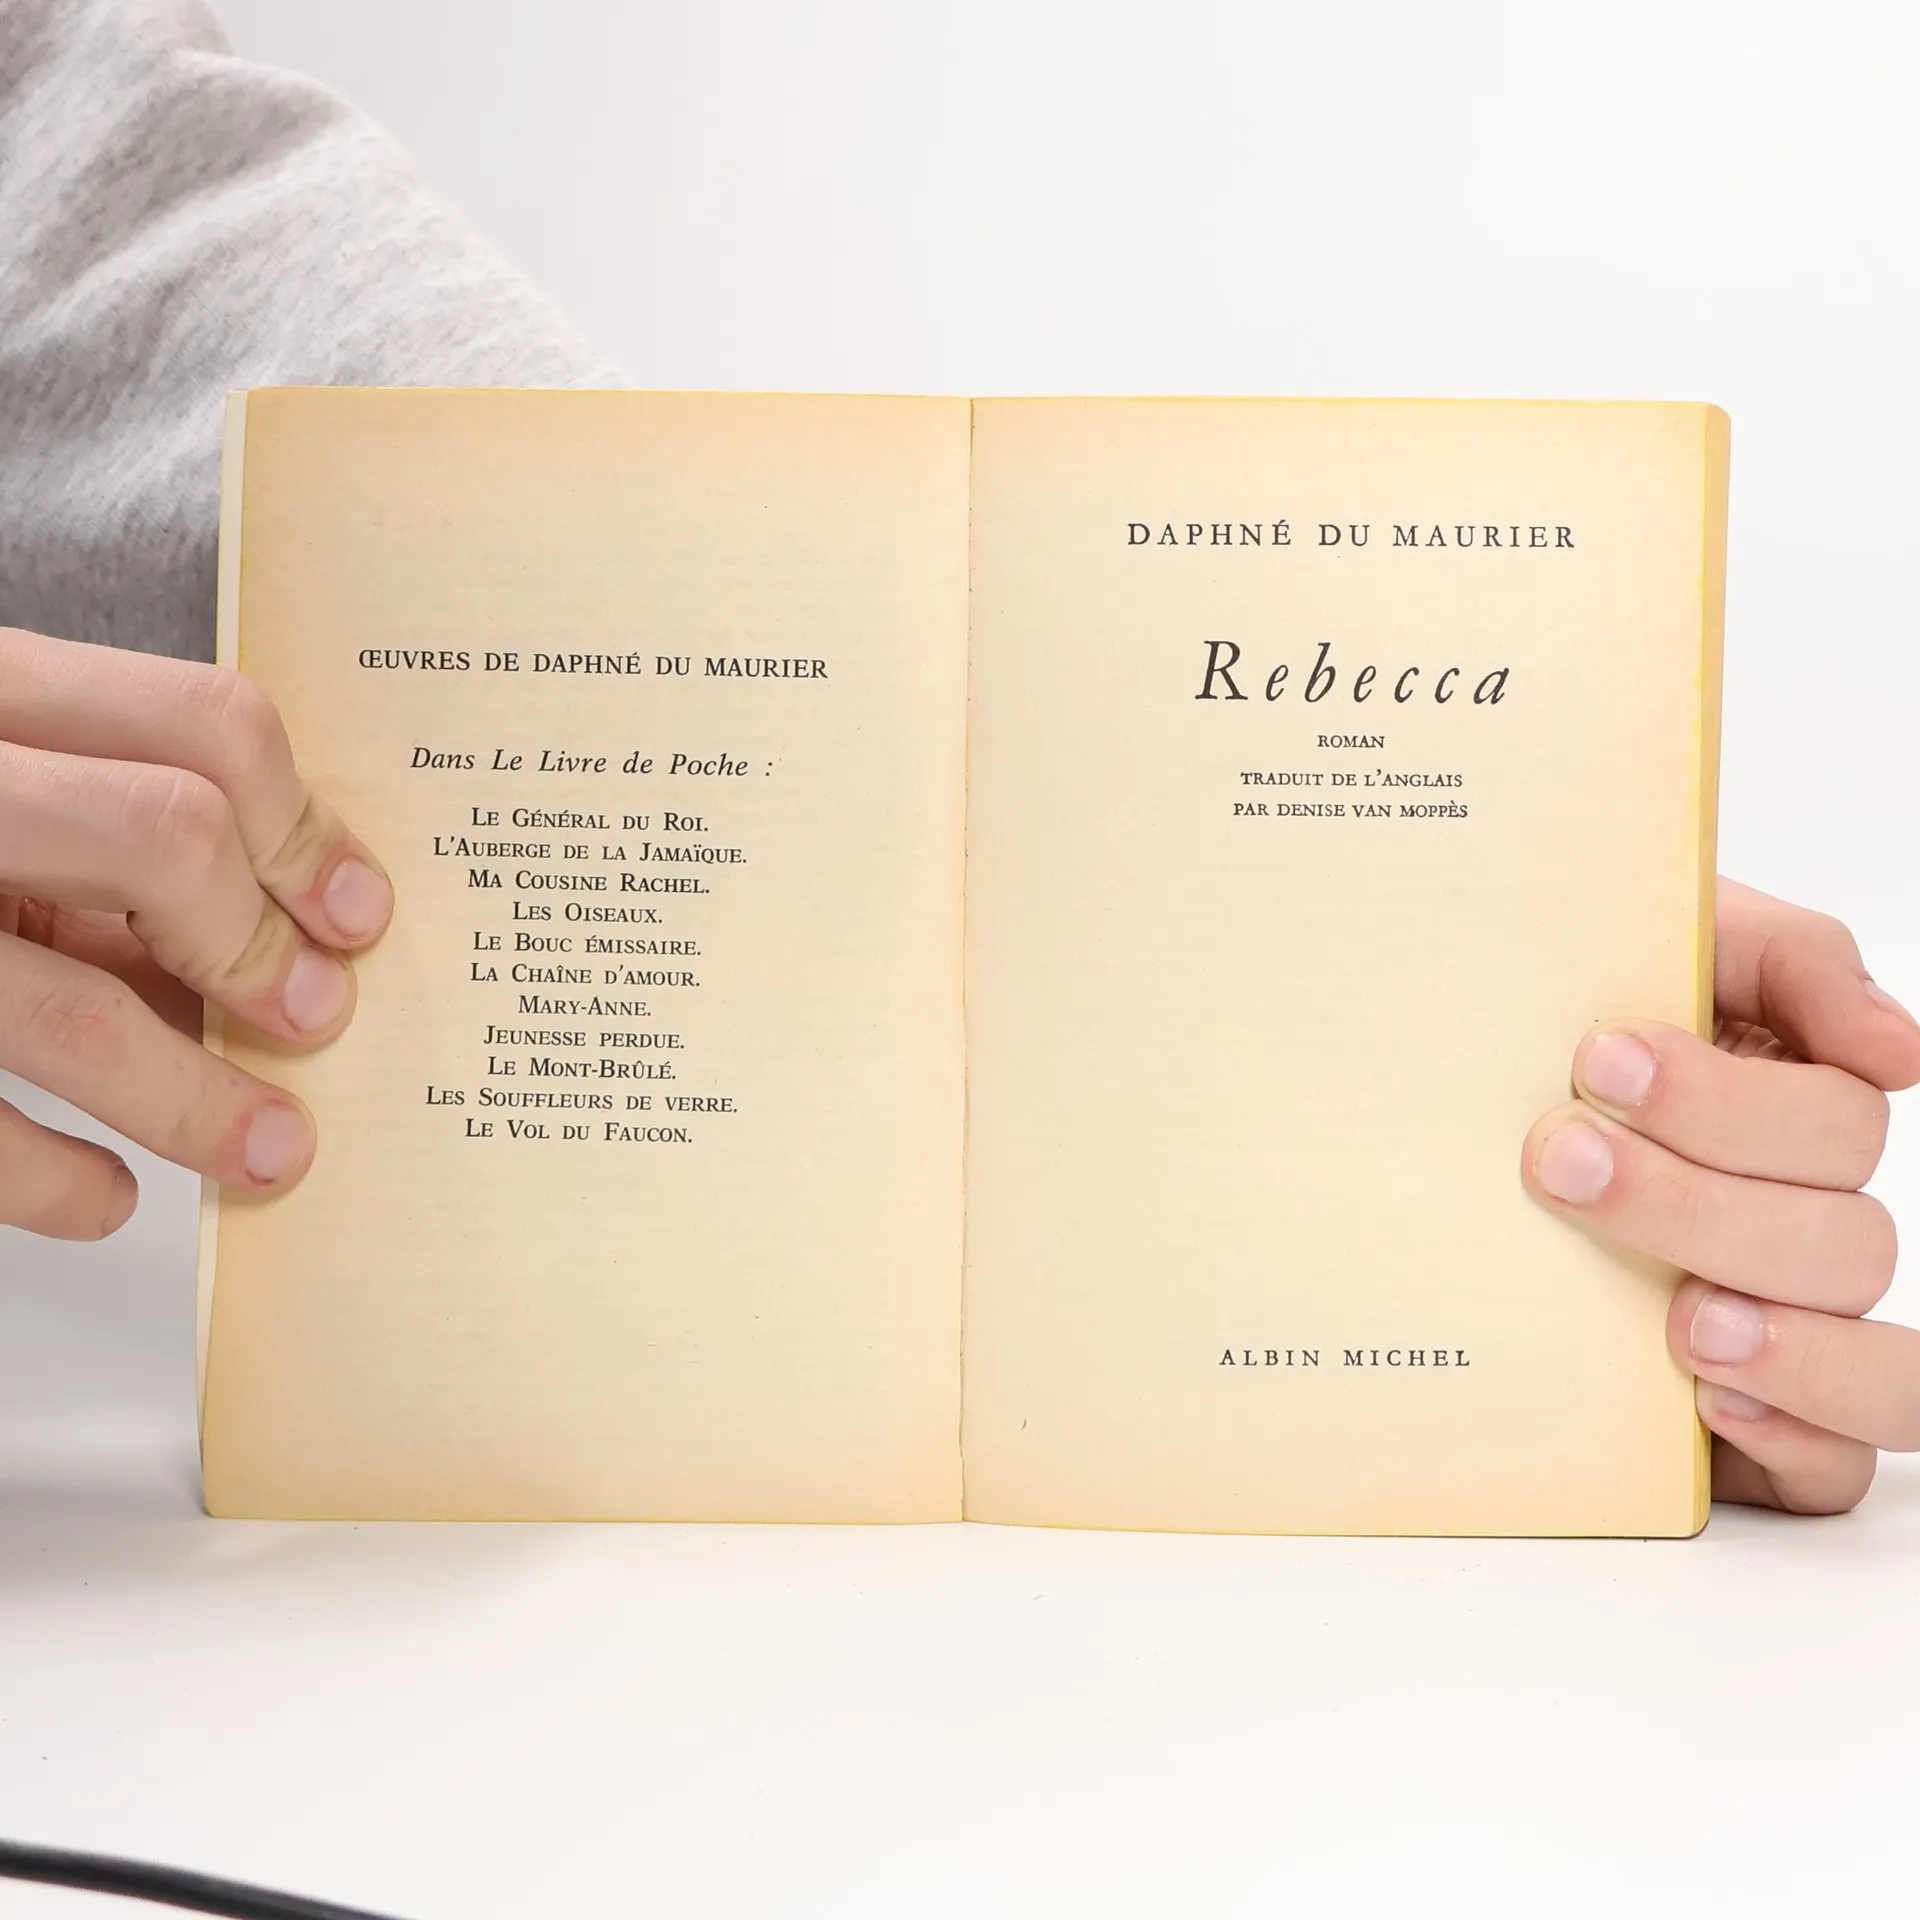 ŒUVRES DE DAPHNÉ DU MAURIER
Dans Le Livre de Poche :
LE GÉNÉRAL DU ROI.
L'AUBERGE DE LA JAMAÏQUE.
MA COUSINE RACHEL.
LES OISEAUX.
LE BOUC ÉMISSAIRE.
LA CHAÎNE D'AMOUR.
MARY-ANNE.
JEUNESSE PERDUE.
LE MONT-BRÛLÉ.
LES SOUFFLEURS DE VERRE.
LE VOL DU FAUCON.
DAPHNÉ DU MAURIER
Rebecca
ROMAN
TRADUIT DE L'ANGLAIS
PAR DENISE VAN MOPPÈS
ALBIN MICHEL